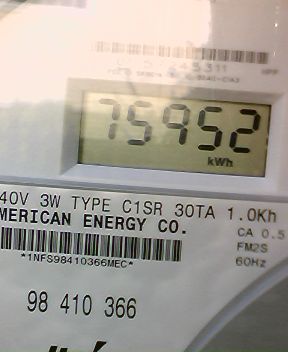 75952
kWh
40V 3W TYPE C1SR 30TA 1.0Kh
MERICAN ENERGY CO.
CA 0.5
FM2S
60Hz
*1NFS98410366MEC*
98 410 366